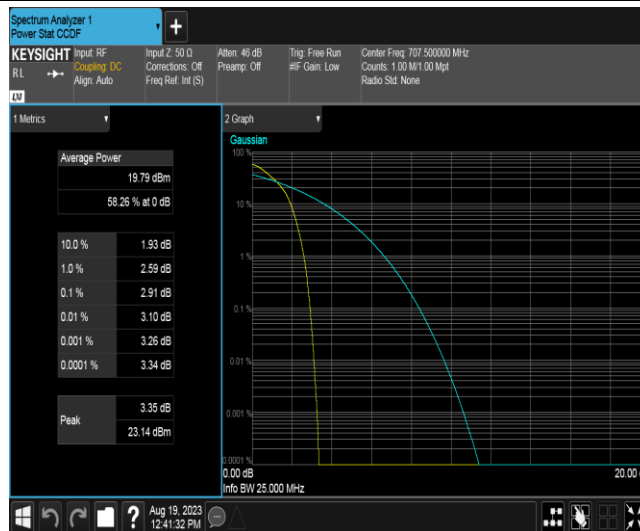 Spectrum Analyzer 1
Power Stat CCDF
+
KEYSIGHT
RL
LXI
Input: RF
Coupling: DC
Align: Auto
Input Z: 50 Ω
Corrections: Off
Freq Ref: Int (S)
Atten: 46 dB
Preamp: Off
Trig: Free Run
#IF Gain: Low
Center Freq: 707.500000 MHz
Counts: 1.00 M/1.00 Mpt
Radio Std: None
1 Metrics
Average Power
19.79 dBm
58.26 % at 0 dB
10.0 % 1.93 dB
1.0 % 2.59 dB
0.1 % 2.91 dB
0.01 % 3.10 dB
0.001 % 3.26 dB
0.0001 % 3.34 dB
Peak 3.35 dB
23.14 dBm
2 Graph
Gaussian
100 %
10 %
1 %
0.1 %
0.01 %
0.001 %
0.0001 %
0.00 dB 20.00
Info BW 25.000 MHz
?
Aug 19, 2023
12:41:32 PM